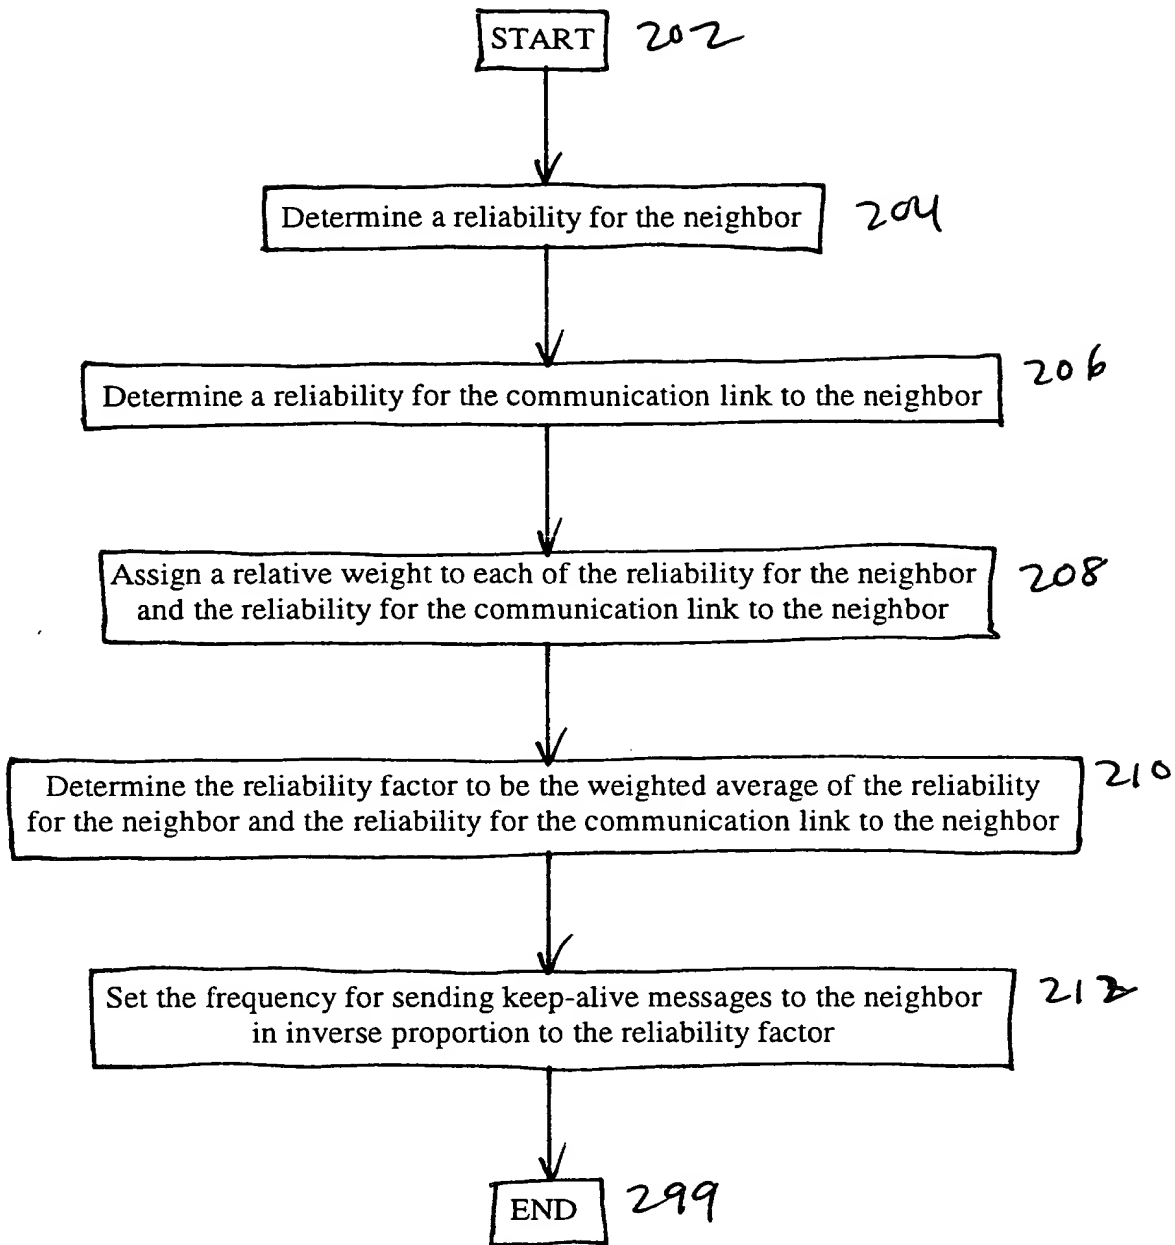 START 202
Determine a reliability for the neighbor 204
Determine a reliability for the communication link to the neighbor 206
Assign a relative weight to each of the reliability for the neighbor
and the reliability for the communication link to the neighbor 208
Determine the reliability factor to be the weighted average of the reliability
for the neighbor and the reliability for the communication link to the neighbor 210
Set the frequency for sending keep-alive messages to the neighbor
in inverse proportion to the reliability factor 212
END 299